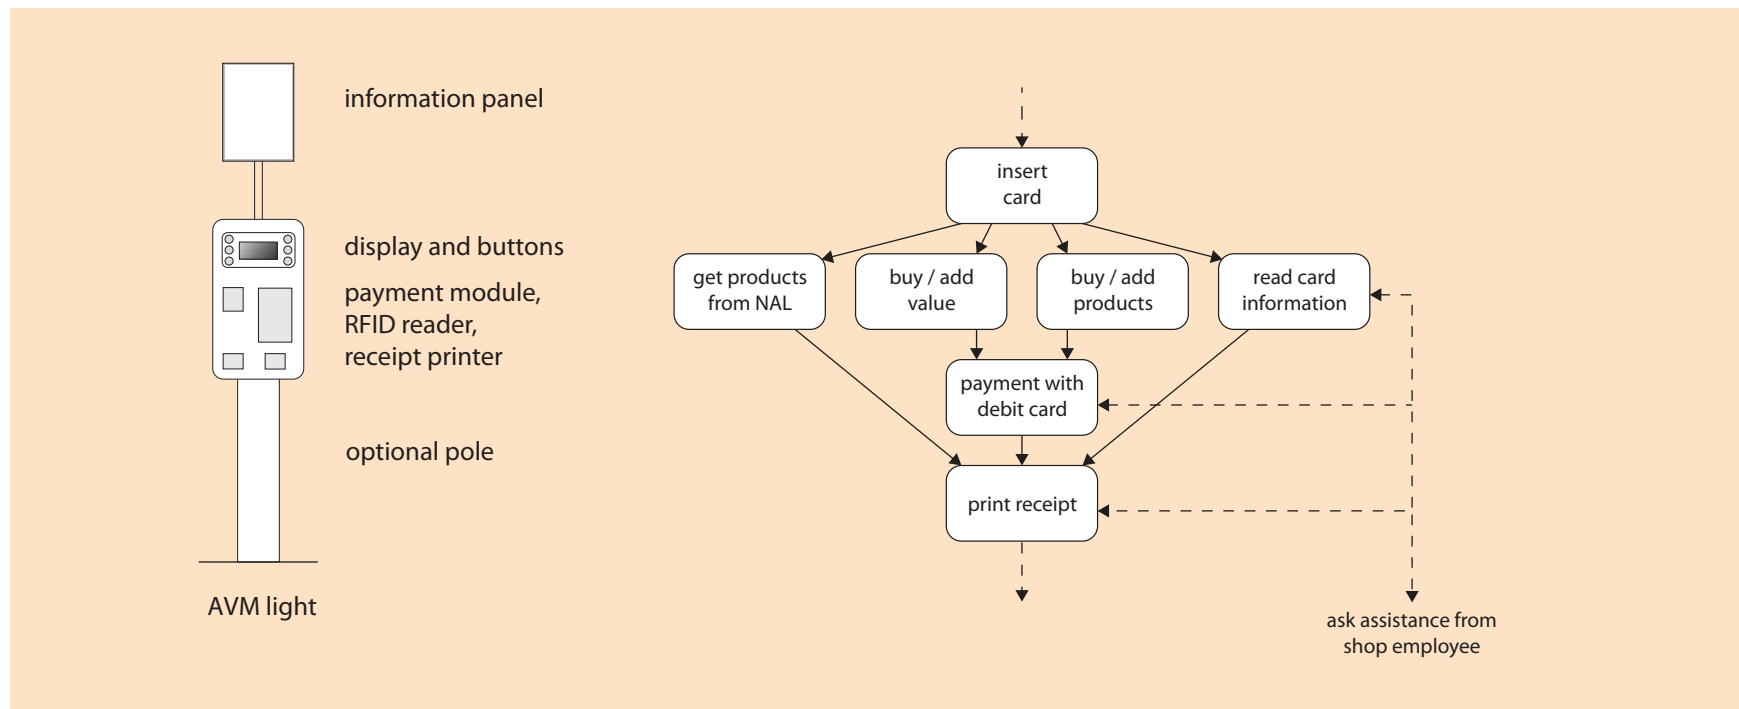 information panel
display and buttons
payment module,
RFID reader,
receipt printer
optional pole
AVM light
insert
card
get products
from NAL
buy / add
value
buy / add
products
read card
information
payment with
debit card
print receipt
ask assistance from
shop employee